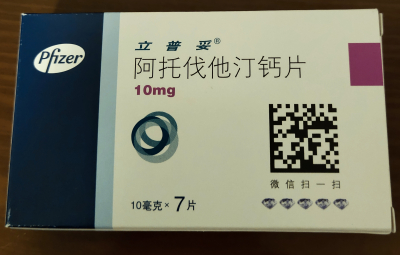 Pfizer
立普妥®
阿托伐他汀钙片
10mg
微信扫一扫
10毫克×7片